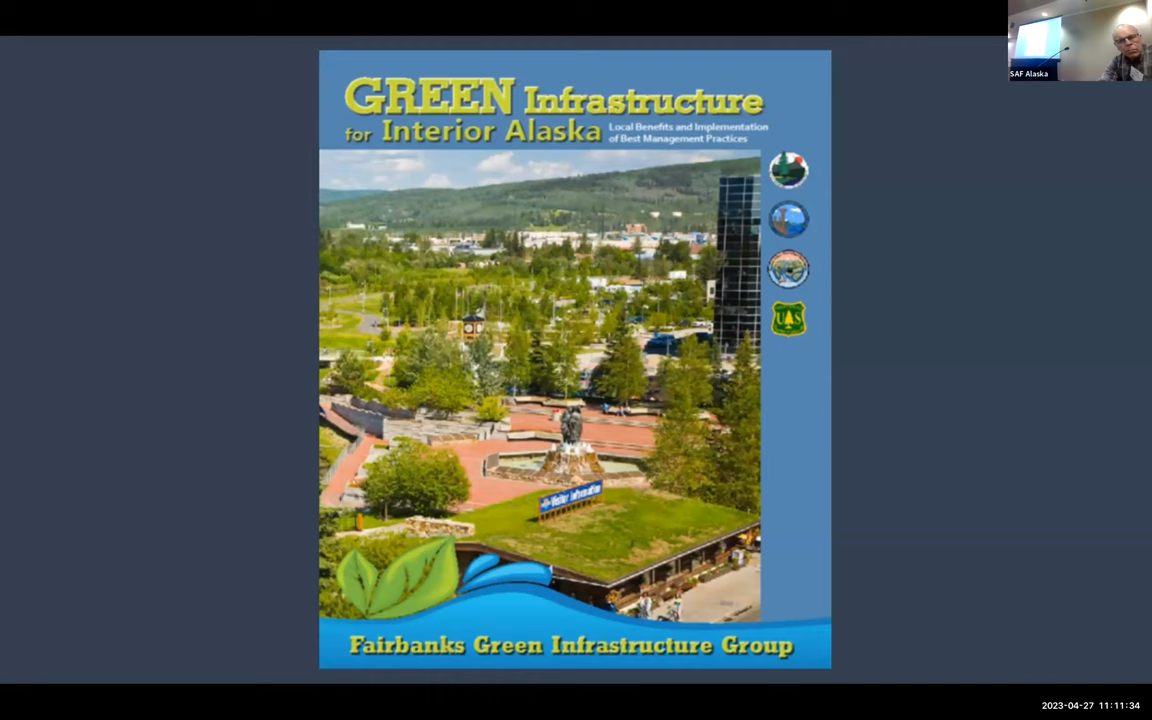 SAF Alaska
GREEN Infrastructure
for Interior Alaska
Local Benefits and Implementation
of Best Management Practices
UAS
Visitor Information
Fairbanks Green Infrastructure Group
2023-04-27 11:11:34